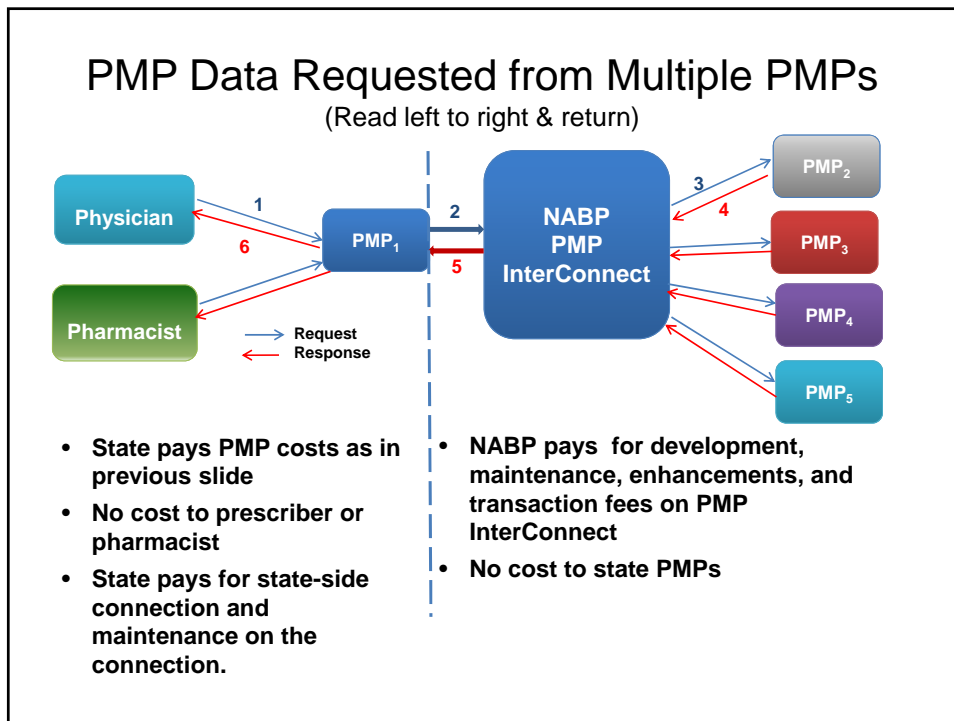 PMP Data Requested from Multiple PMPs
(Read left to right & return)
Physician
Pharmacist
1
6
PMP₁
2
5
NABP
PMP
InterConnect
3
4
PMP₂
PMP₃
PMP₄
PMP₅
Request
Response
• State pays PMP costs as in
previous slide
• No cost to prescriber or
pharmacist
• State pays for state-side
connection and
maintenance on the
connection.
• NABP pays for development,
maintenance, enhancements, and
transaction fees on PMP
InterConnect
• No cost to state PMPs